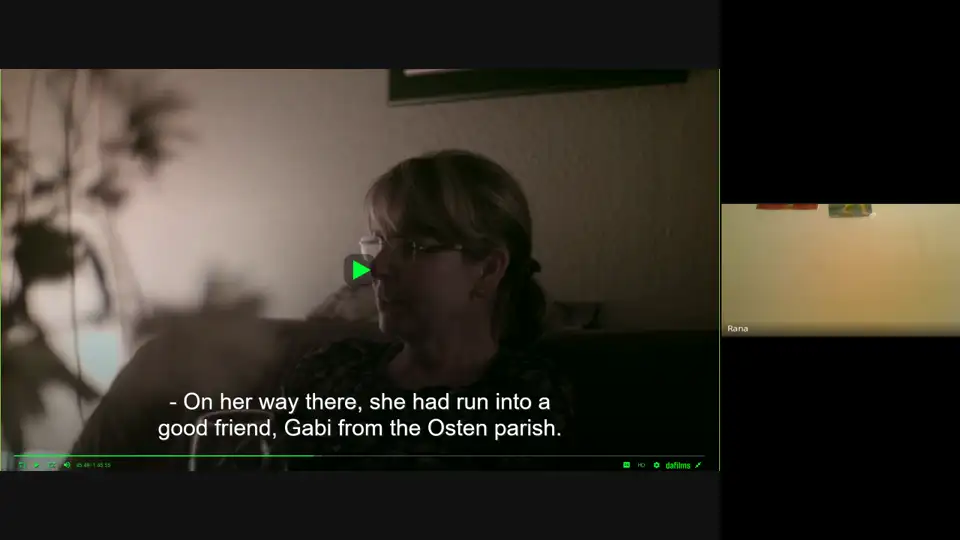 - On her way there, she had run into a
good friend, Gabi from the Osten parish.
HD
dafilms
Rana